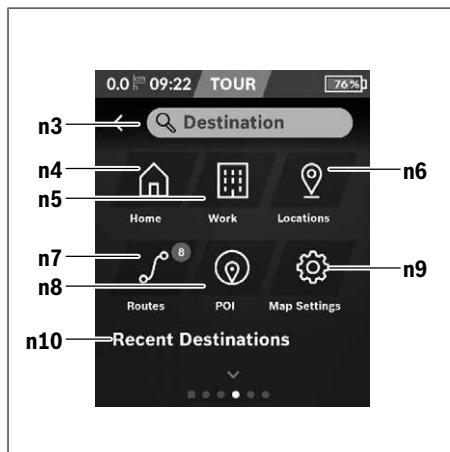 0.0 km/h 09:22 TOUR 76%
n3 Destination
n4 n6
n5
Home Work Locations
n7 8
n9
n8
Routes POI Map Settings
n10 Recent Destinations